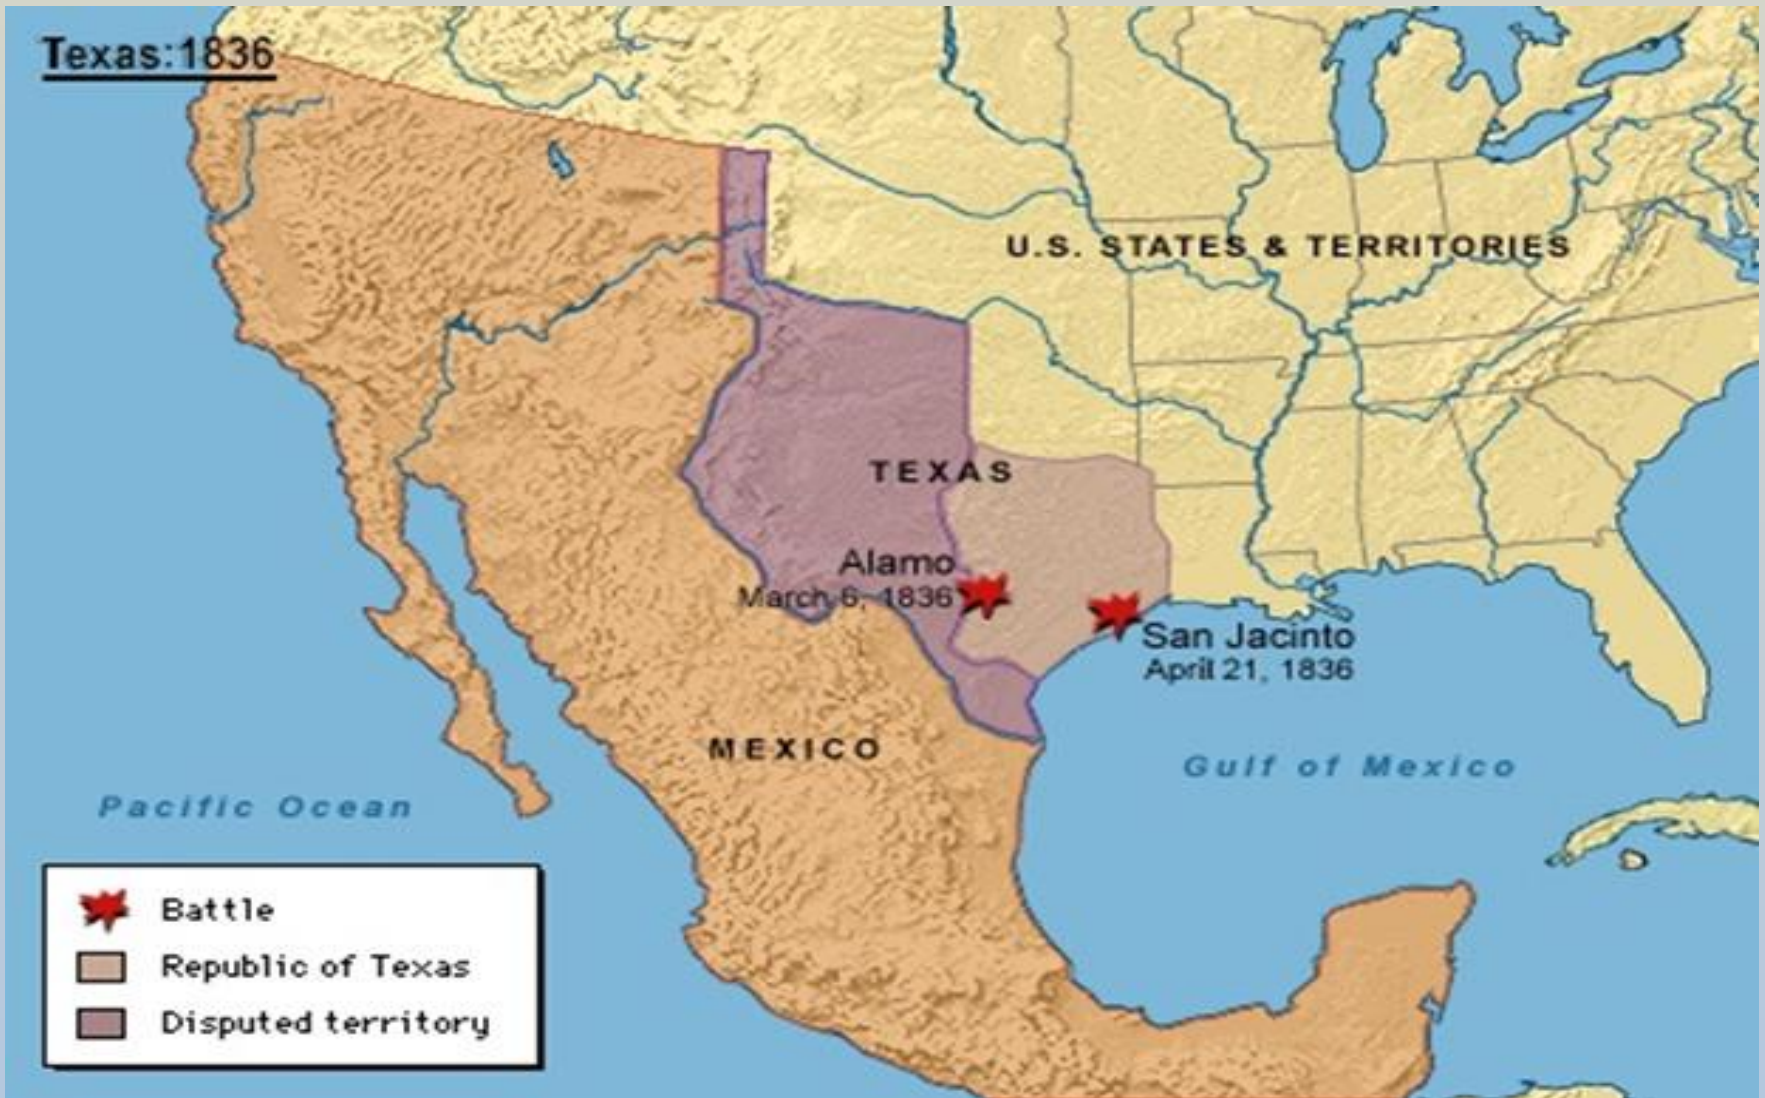 Texas:1836
U.S. STATES & TERRITORIES
TEXAS
Alamo
March 6, 1836
San Jacinto
April 21, 1836
MEXICO
Gulf of Mexico
Pacific Ocean
Battle
Republic of Texas
Disputed territory